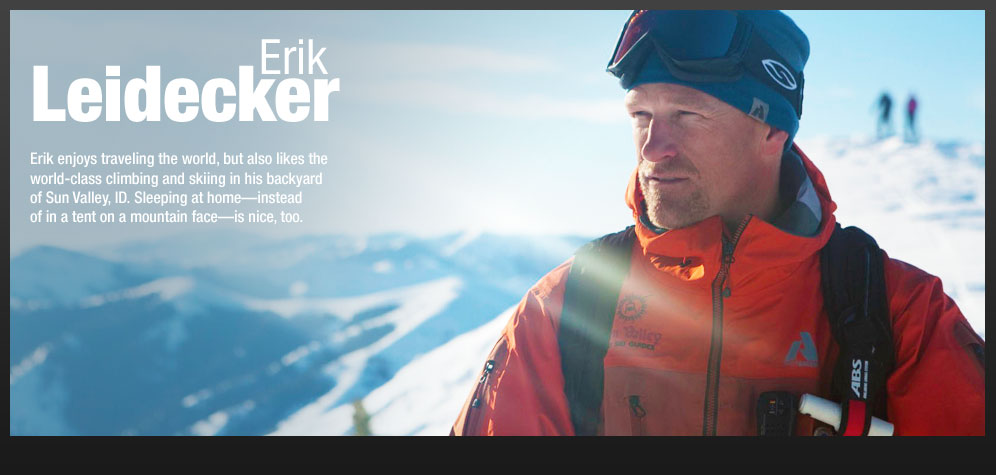 Erik
Leidecker
Erik enjoys traveling the world, but also likes the
world-class climbing and skiing in his backyard
of Sun Valley, ID. Sleeping at home—instead
of in a tent on a mountain face—is nice, too.
Valley
SKI GUIDES
ABS